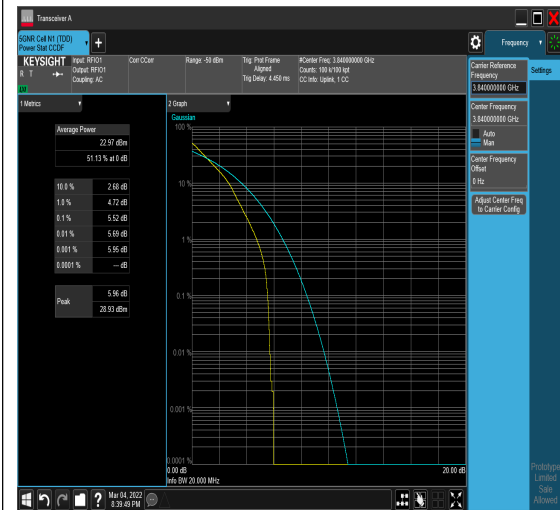 Transceiver A
5GNR Cell N1 (TDD)
Power Stat CCDF
Frequency
KEYSIGHT
R T
Input: RFIO1
Output: RFIO1
Coupling: AC
Corr CCorr
Range: -50 dBm
Trig: Prot Frame
Aligned
Trig Delay: 4.450 ms
#Center Freq: 3.840000000 GHz
Counts: 100 k/100 kpt
CC Info: Uplink, 1 CC
1 Metrics
Average Power
22.97 dBm
51.13 % at 0 dB
10.0 % 2.68 dB
1.0 % 4.72 dB
0.1 % 5.52 dB
0.01 % 5.69 dB
0.001 % 5.95 dB
0.0001 % --- dB
Peak
5.96 dB
28.93 dBm
2 Graph
Gaussian
100 %
10 %
1 %
0.1 %
0.01 %
0.001 %
0.0001 %
0.00 dB
20.00 dB
Info BW 20.000 MHz
Carrier Reference
Frequency
3.840000000 GHz
Center Frequency
3.840000000 GHz
Auto
Man
Center Frequency
Offset
0 Hz
Adjust Center Freq
to Carrier Config
Settings
Prototype
Limited
Sale
Allowed
?
Mar 04, 2022
8:39:49 PM